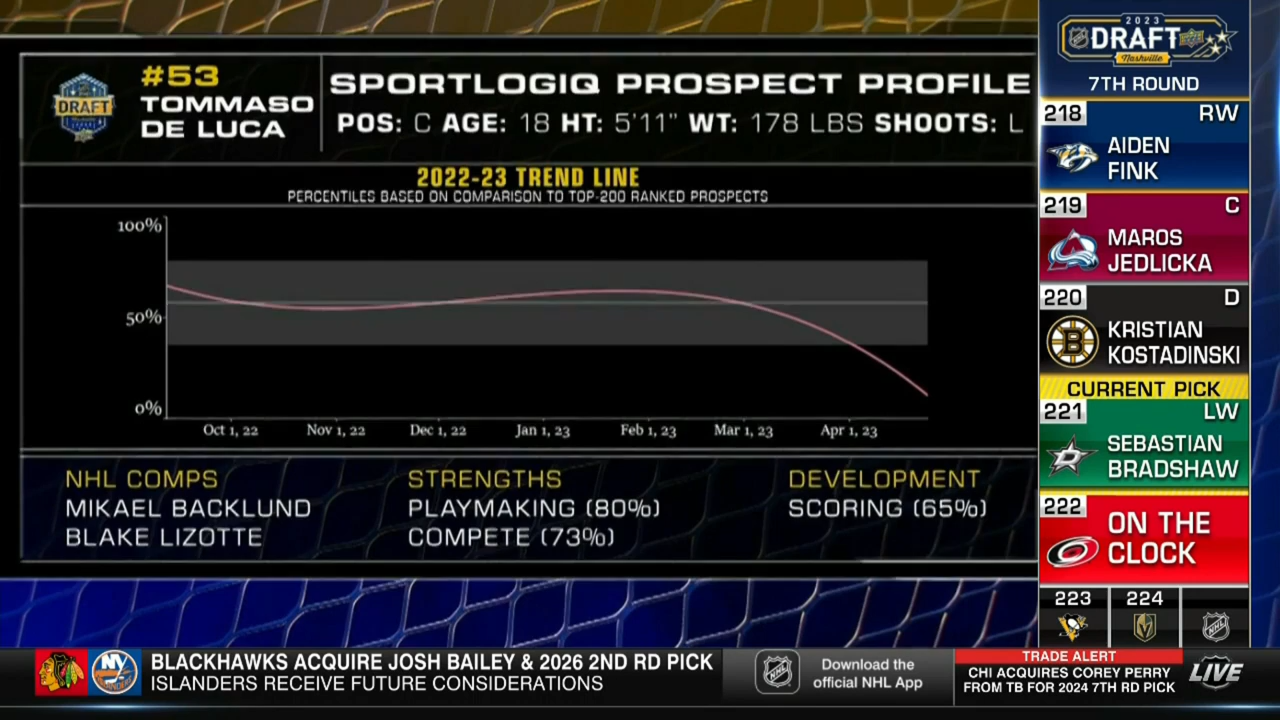 #53
TOMMASO
DE LUCA
DRAFT
SPORTLOGIQ PROSPECT PROFILE
POS: C AGE: 18 HT: 5'11" WT: 178 LBS SHOOTS: L
2022-23 TREND LINE
PERCENTILES BASED ON COMPARISON TO TOP-200 RANKED PROSPECTS
100%
50%
0%
Oct 1, 22 Nov 1, 22 Dec 1, 22 Jan 1, 23 Feb 1, 23 Mar 1, 23 Apr 1, 23
NHL COMPS
MIKAEL BACKLUND
BLAKE LIZOTTE
STRENGTHS
PLAYMAKING (80%)
COMPETE (73%)
DEVELOPMENT
SCORING (65%)
2023
DRAFT
Nashville
7TH ROUND
218 RW
AIDEN
FINK
219 C
MAROS
JEDLICKA
220 D
KRISTIAN
KOSTADINSKI
CURRENT PICK
221 LW
SEBASTIAN
BRADSHAW
222
ON THE
CLOCK
223 224
NHL
BLACKHAWKS ACQUIRE JOSH BAILEY & 2026 2ND RD PICK
ISLANDERS RECEIVE FUTURE CONSIDERATIONS
NHL
Download the
official NHL App
TRADE ALERT
CHI ACQUIRES COREY PERRY
FROM TB FOR 2024 7TH RD PICK
LIVE